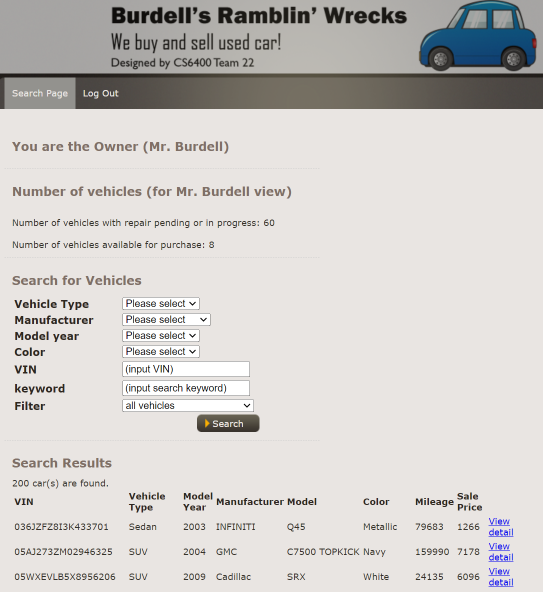 Burdell's Ramblin' Wrecks
We buy and sell used car!
Designed by CS6400 Team 22
Search Page Log Out
You are the Owner (Mr. Burdell)
Number of vehicles (for Mr. Burdell view)
Number of vehicles with repair pending or in progress: 60
Number of vehicles available for purchase: 8
Search for Vehicles
Vehicle Type Please select
Manufacturer Please select
Model year Please select
Color Please select
VIN (input VIN)
keyword (input search keyword)
Filter all vehicles
Search
Search Results
200 car(s) are found.
VIN Vehicle Type Model Year Manufacturer Model Color Mileage Sale Price
036JZFZ8I3K433701 Sedan 2003 INFINITI Q45 Metallic 79683 1266 View detail
05AJ273ZM02946325 SUV 2004 GMC C7500 TOPKICK Navy 159990 7178 View detail
05WXEVLB5X8956206 SUV 2009 Cadillac SRX White 24135 6096 View detail